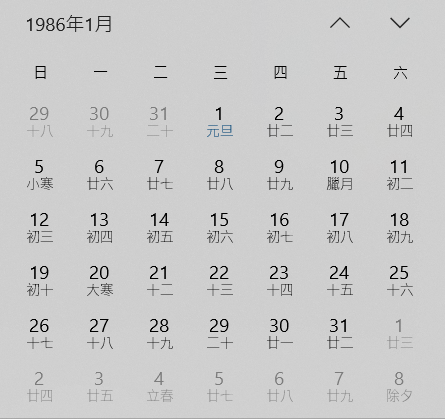 1986年1月
日 一 二 三 四 五 六
29 30 31 1 2 3 4
十八 十九 二十 元旦 廿二 廿三 廿四
5 6 7 8 9 10 11
小寒 廿六 廿七 廿八 廿九 臘月 初二
12 13 14 15 16 17 18
初三 初四 初五 初六 初七 初八 初九
19 20 21 22 23 24 25
初十 大寒 十二 十三 十四 十五 十六
26 27 28 29 30 31 1
十七 十八 十九 二十 廿一 廿二 廿三
2 3 4 5 6 7 8
廿四 廿五 立春 廿七 廿八 廿九 除夕